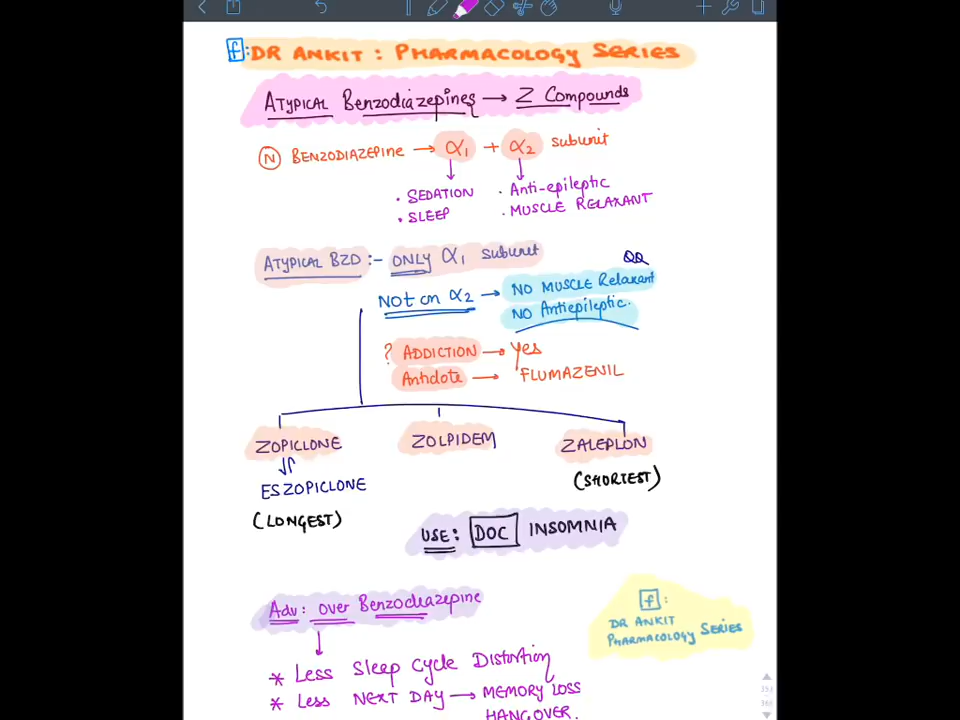 f: DR ANKIT: PHARMACOLOGY SERIES
ATYPICAL Benzodiazepines → Z Compounds
N BENZODIAZEPINE → α1 + α2 subunit
• SEDATION
• SLEEP
• Anti-epileptic
• MUSCLE RELAXANT
ATYPICAL BZD :- ONLY α1 subunit
NOT on α2 → NO MUSCLE Relaxant
NO Antiepileptic.
? ADDICTION → Yes
Antidote → FLUMAZENIL
ZOPICLONE
ZOLPIDEM
ZALEPLON
ESZOPICLONE
(SHORTEST)
(LONGEST)
USE: DOC INSOMNIA
Adv: over Benzodiazepine
f:
DR ANKIT
PHARMACOLOGY SERIES
* Less Sleep Cycle Distortion
* Less NEXT DAY → MEMORY LOSS
HANGOVER.